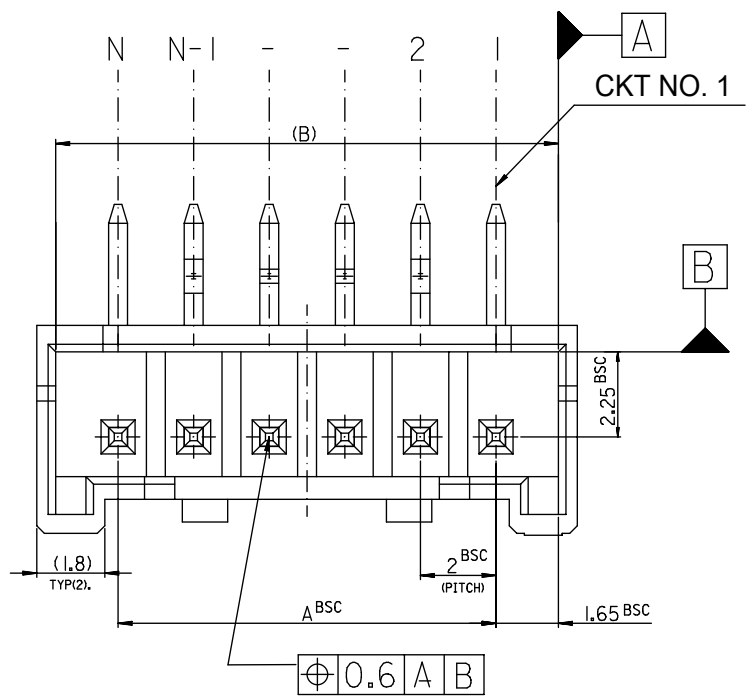 A
N N-1 - - 2 1
CKT NO. 1
(B)
B
2.25 BSC
(1.8)
TYP(2).
2 BSC
(PITCH)
A BSC
1.65 BSC
⌖ 0.6 A B